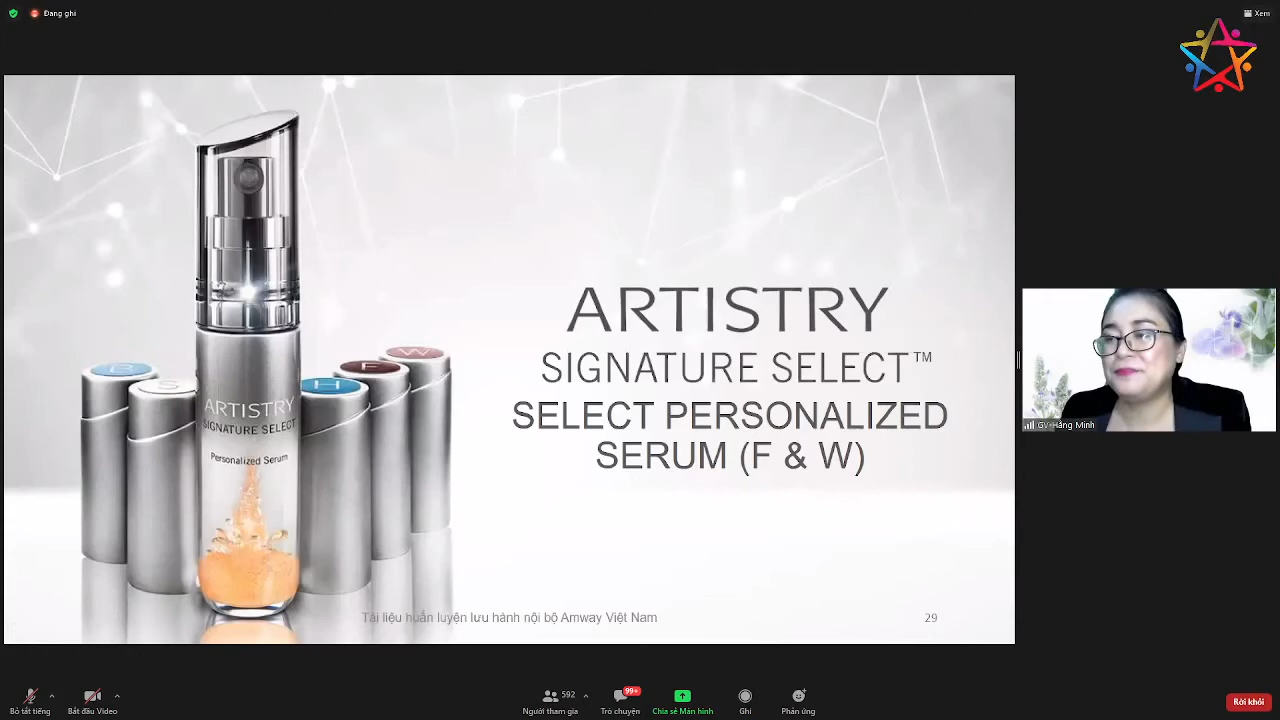 Đang ghi
Xem
ARTISTRY
SIGNATURE SELECT™
SELECT PERSONALIZED
SERUM (F & W)
B
S
H
F
W
ARTISTRY
SIGNATURE SELECT
Personalized Serum
GV-Hằng Minh
Tài liệu huấn luyện lưu hành nội bộ Amway Việt Nam
29
Bỏ tắt tiếng
Bắt đầu Video
592
Người tham gia
99+
Trò chuyện
Chia sẻ Màn hình
Ghi
Phản ứng
Rời khỏi